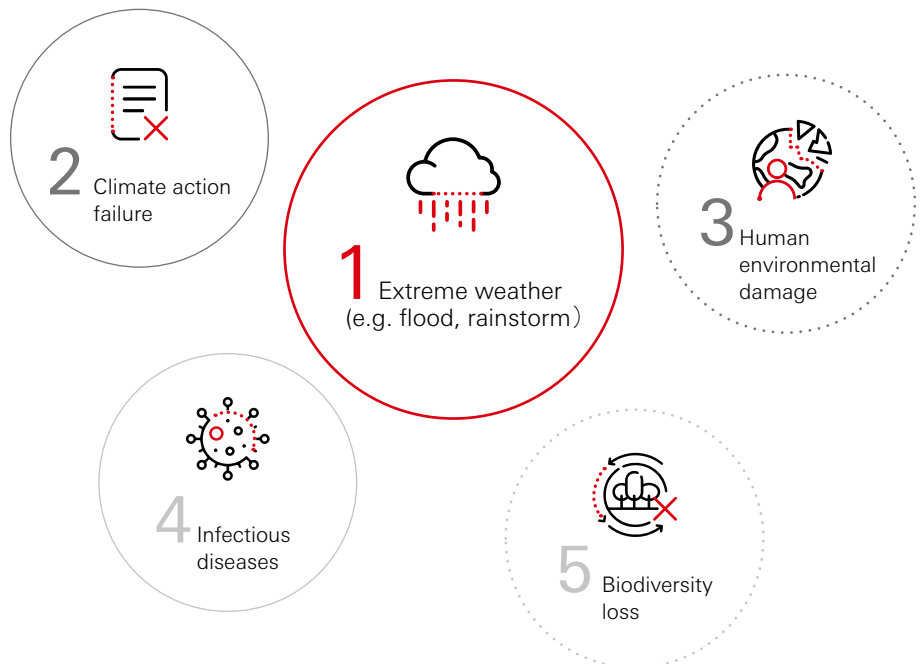 1 Extreme weather
(e.g. flood, rainstorm）
2 Climate action
failure
3 Human
environmental
damage
4 Infectious
diseases
5 Biodiversity
loss